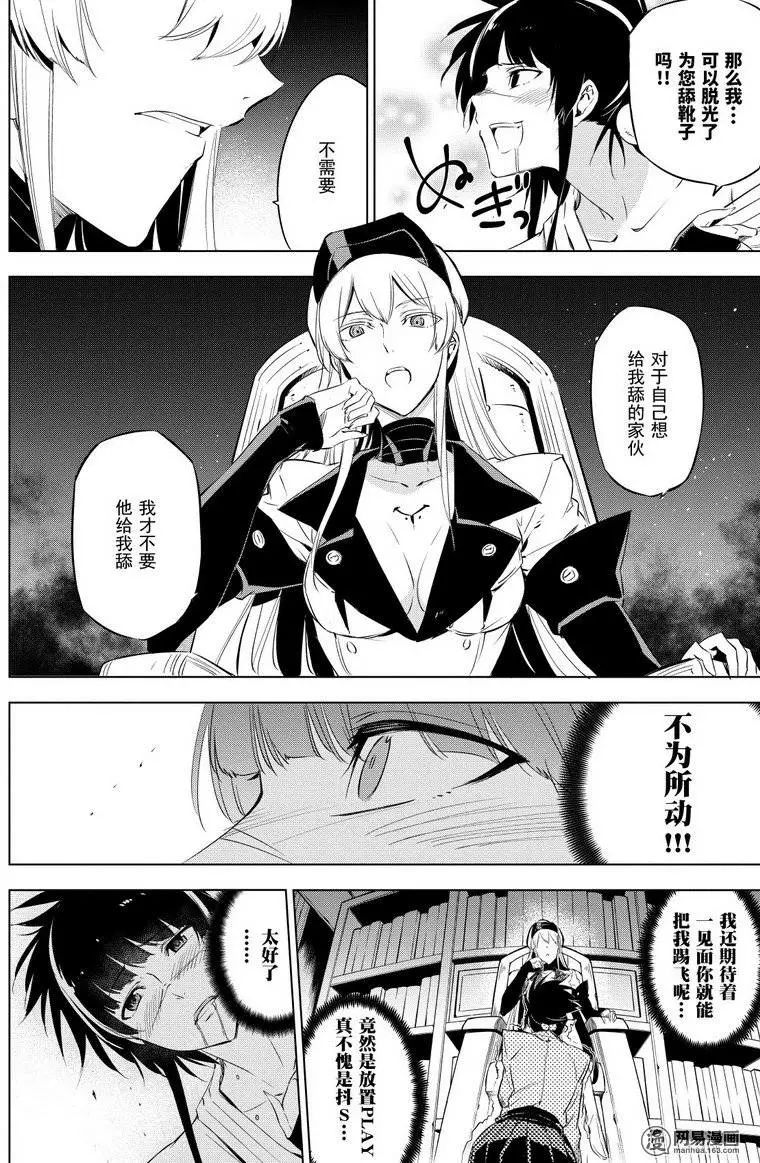 那么我…
可以脱光了
为您舔靴子
吗!!
ぬぎっ
不需要
对于自己想
给我舔的家伙
我才不要
他给我舔
不为所动!!!
我还期待着
一见面你就能
把我踢飞呢…
竟然是放置PLAY
真不愧是抖S…
太好了
……
网易漫画
manhua.163.com